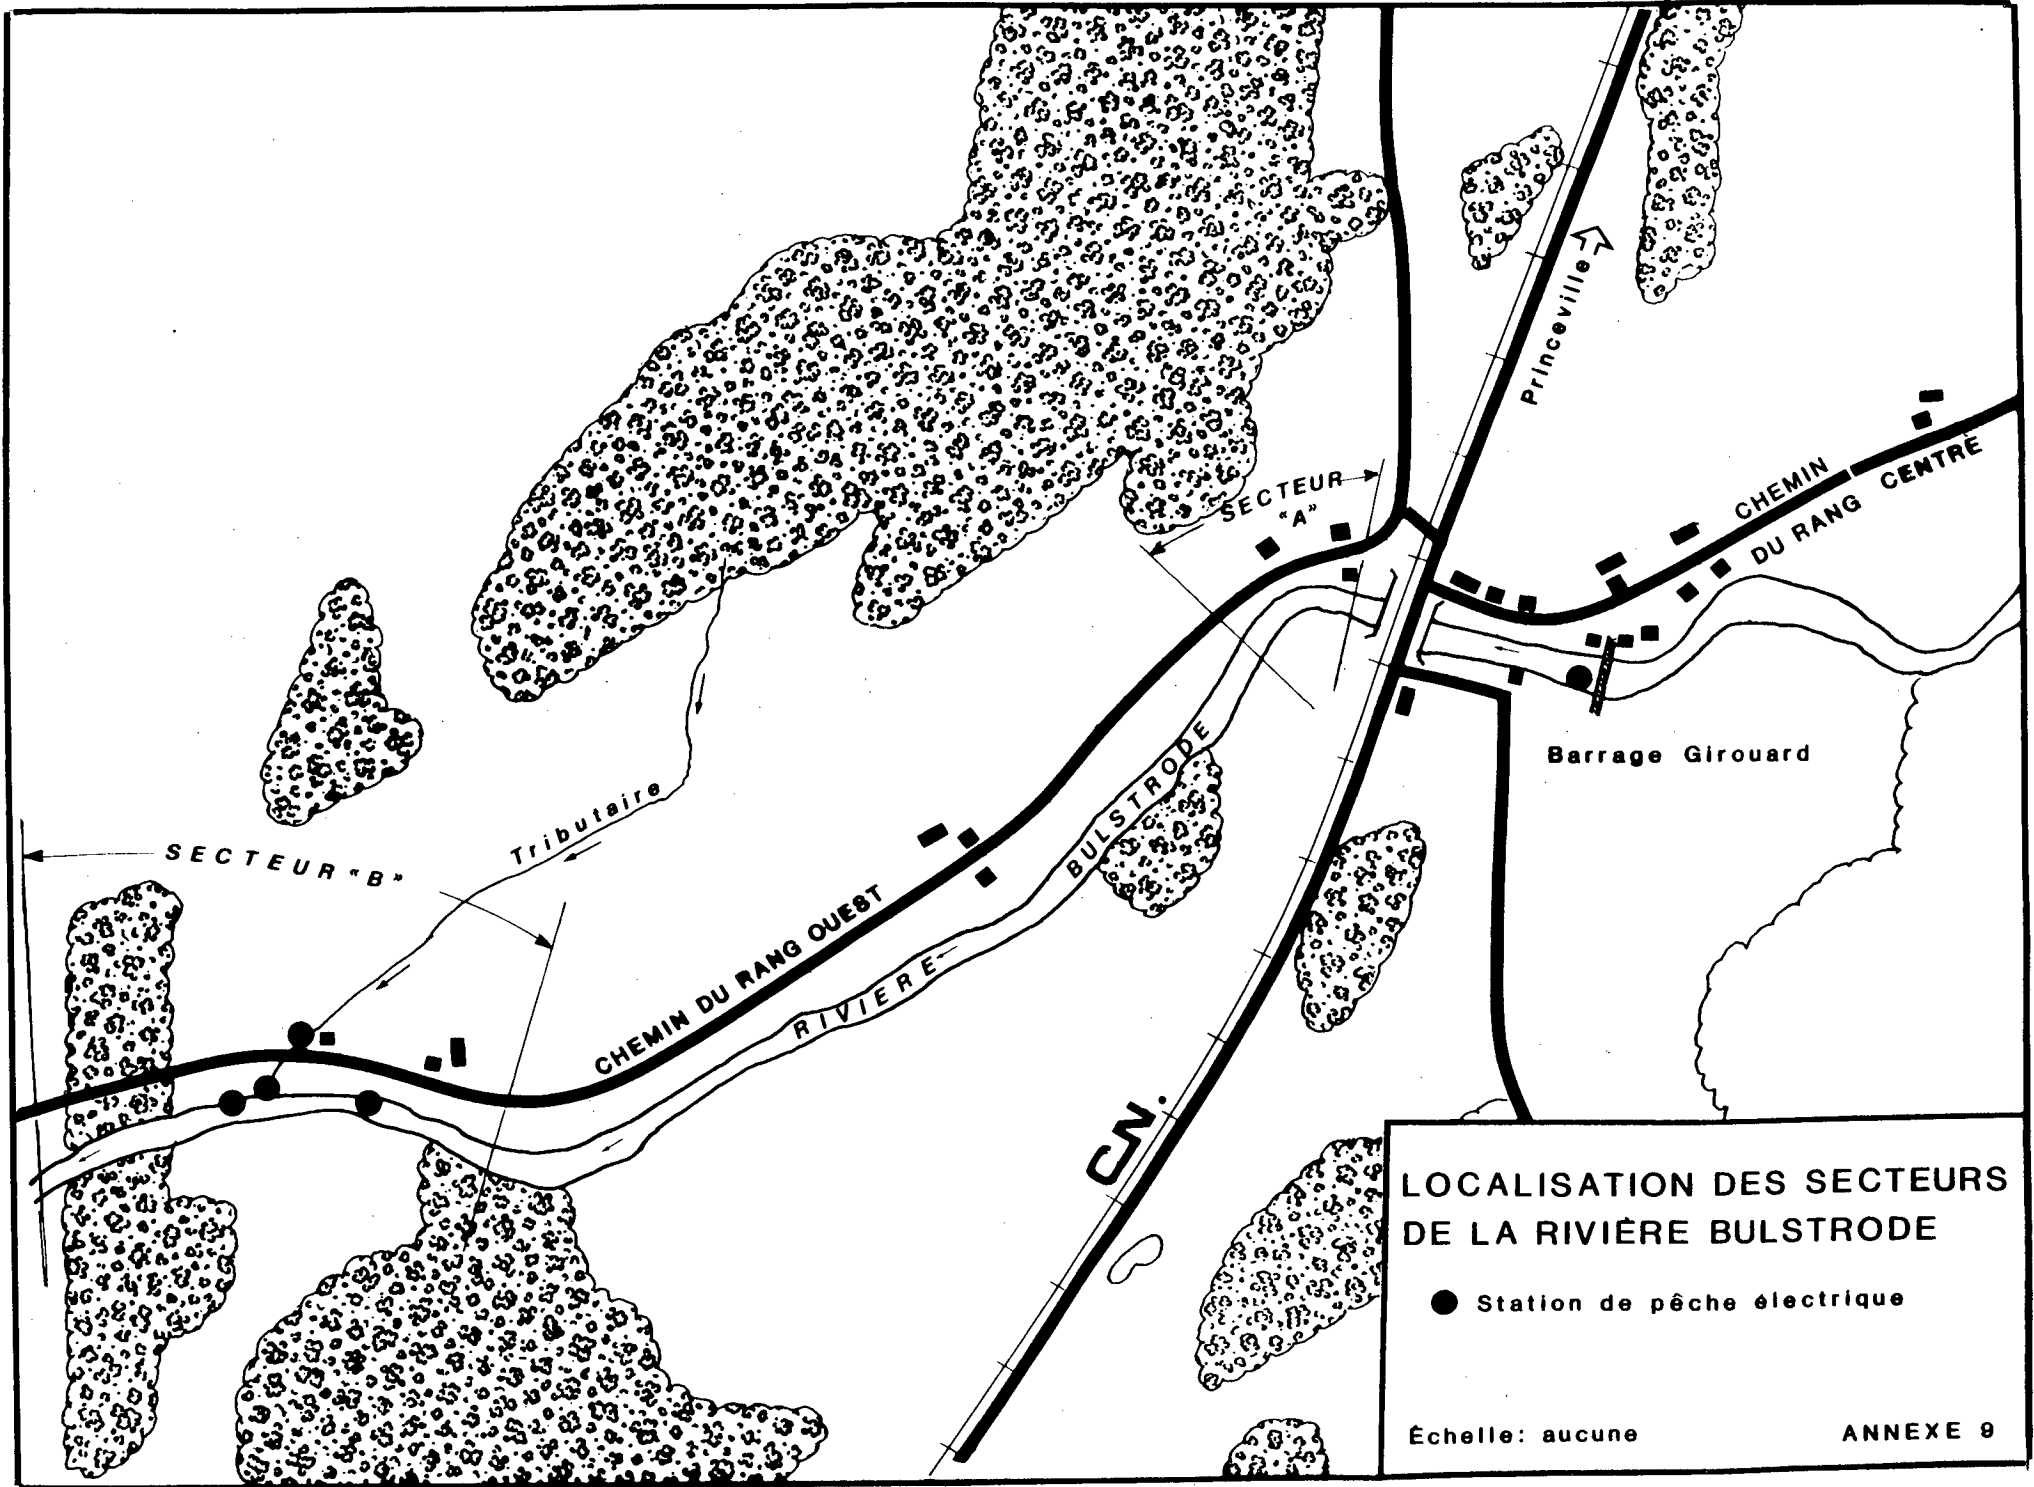 Princeville
SECTEUR
"A"
CHEMIN
DU RANG CENTRE
Barrage Girouard
BULSTRODE
Tributaire
SECTEUR "B"
CHEMIN DU RANG OUEST
RIVIERE
CN.
LOCALISATION DES SECTEURS
DE LA RIVIÈRE BULSTRODE
Station de pêche électrique
Échelle: aucune
ANNEXE 9